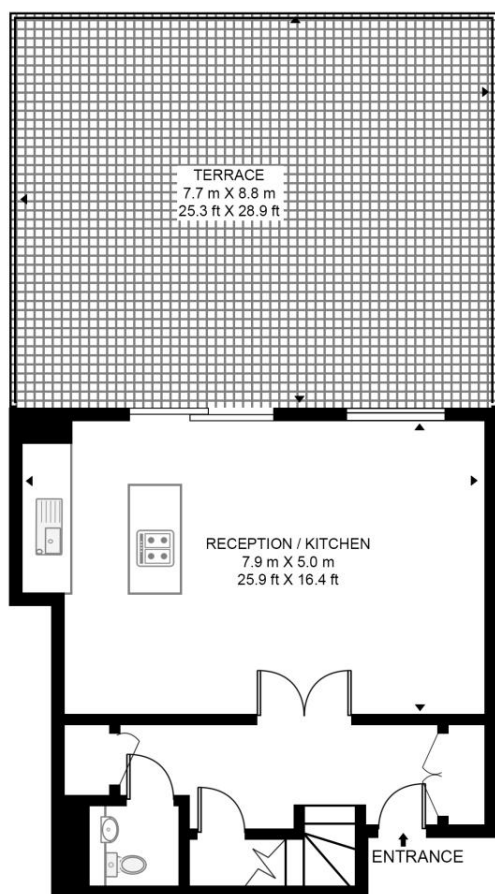 TERRACE
7.7 m X 8.8 m
25.3 ft X 28.9 ft
RECEPTION / KITCHEN
7.9 m X 5.0 m
25.9 ft X 16.4 ft
ENTRANCE